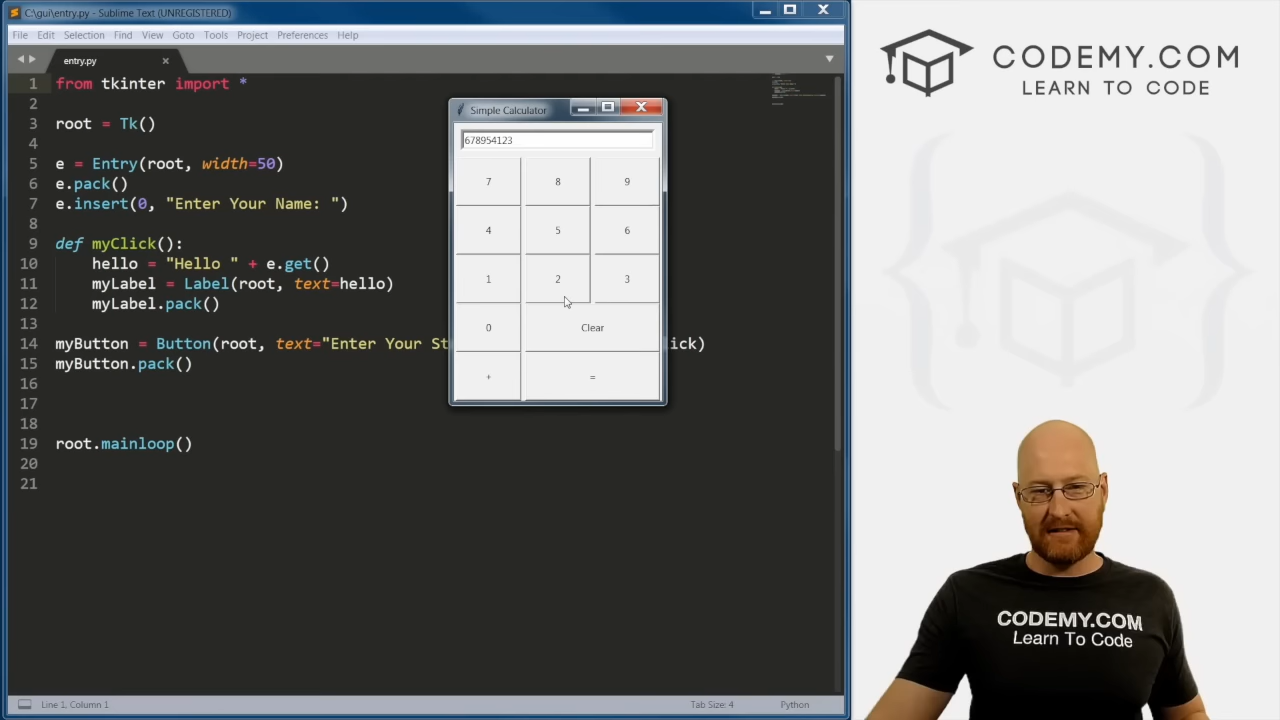 C:\gui\entry.py - Sublime Text (UNREGISTERED)
File Edit Selection Find View Goto Tools Project Preferences Help
entry.py
1 from tkinter import *
2
3 root = Tk()
4
5 e = Entry(root, width=50)
6 e.pack()
7 e.insert(0, "Enter Your Name: ")
8
9 def myClick():
10 hello = "Hello " + e.get()
11 myLabel = Label(root, text=hello)
12 myLabel.pack()
13
14 myButton = Button(root, text="Enter Your St
ick)
15 myButton.pack()
16
17
18
19 root.mainloop()
20
21
Simple Calculator
678954123
7 8 9
4 5 6
1 2 3
0 Clear
+ =
Line 1, Column 1
Tab Size: 4
Python
CODEMY.COM
LEARN TO CODE
CODEMY.COM
Learn To Code